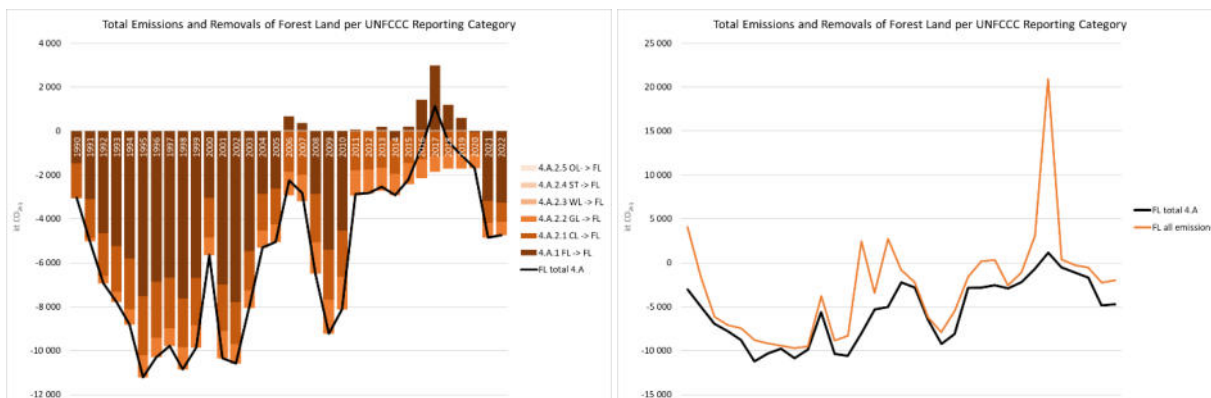 Total Emissions and Removals of Forest Land per UNFCCC Reporting Category
4 000
2 000
0
-2 000
-4 000
-6 000
-8 000
-10 000
-12 000
kt CO2eq
1990 1991 1992 1993 1994 1995 1996 1997 1998 1999 2000 2001 2002 2003 2004 2005 2006 2007 2008 2009 2010 2011 2012 2013 2014 2015 2016 2017 2018 2019 2020 2021 2022
4.A.2.5 OL-> FL
4.A.2.4 ST -> FL
4.A.2.3 WL -> FL
4.A.2.2 GL -> FL
4.A.2.1 CL -> FL
4.A.1 FL -> FL
FL total 4.A
Total Emissions and Removals of Forest Land per UNFCCC Reporting Category
25 000
20 000
15 000
10 000
5 000
0
-5 000
-10 000
-15 000
kt CO2eq
FL total 4.A
FL all emission